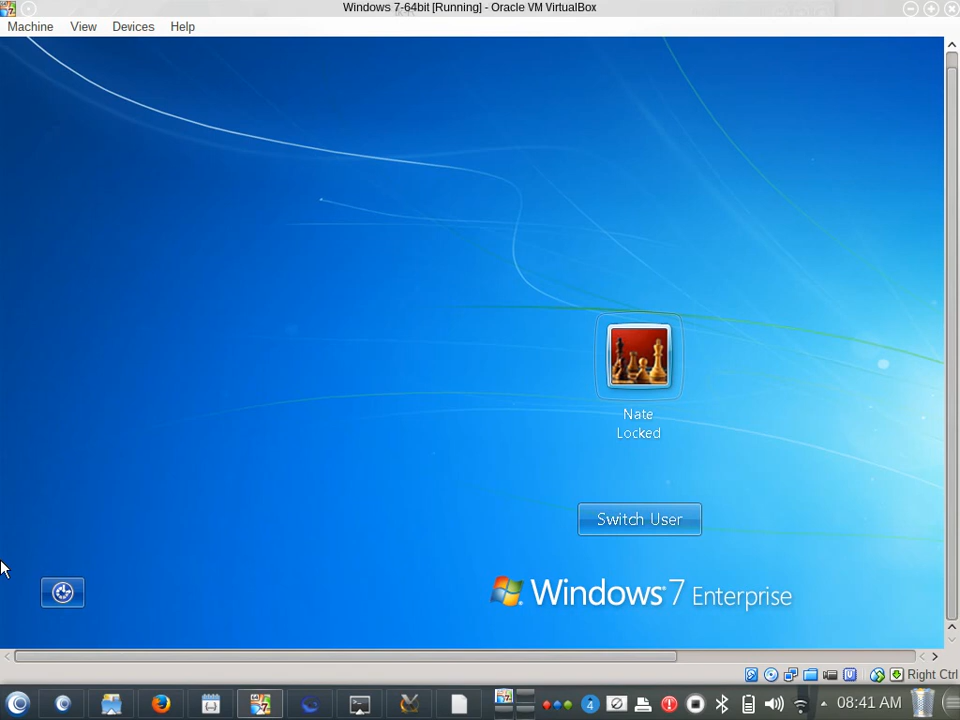 Windows 7-64bit [Running] - Oracle VM VirtualBox
Machine View Devices Help
Nate
Locked
Switch User
Windows 7 Enterprise
Right Ctrl
4
08:41 AM